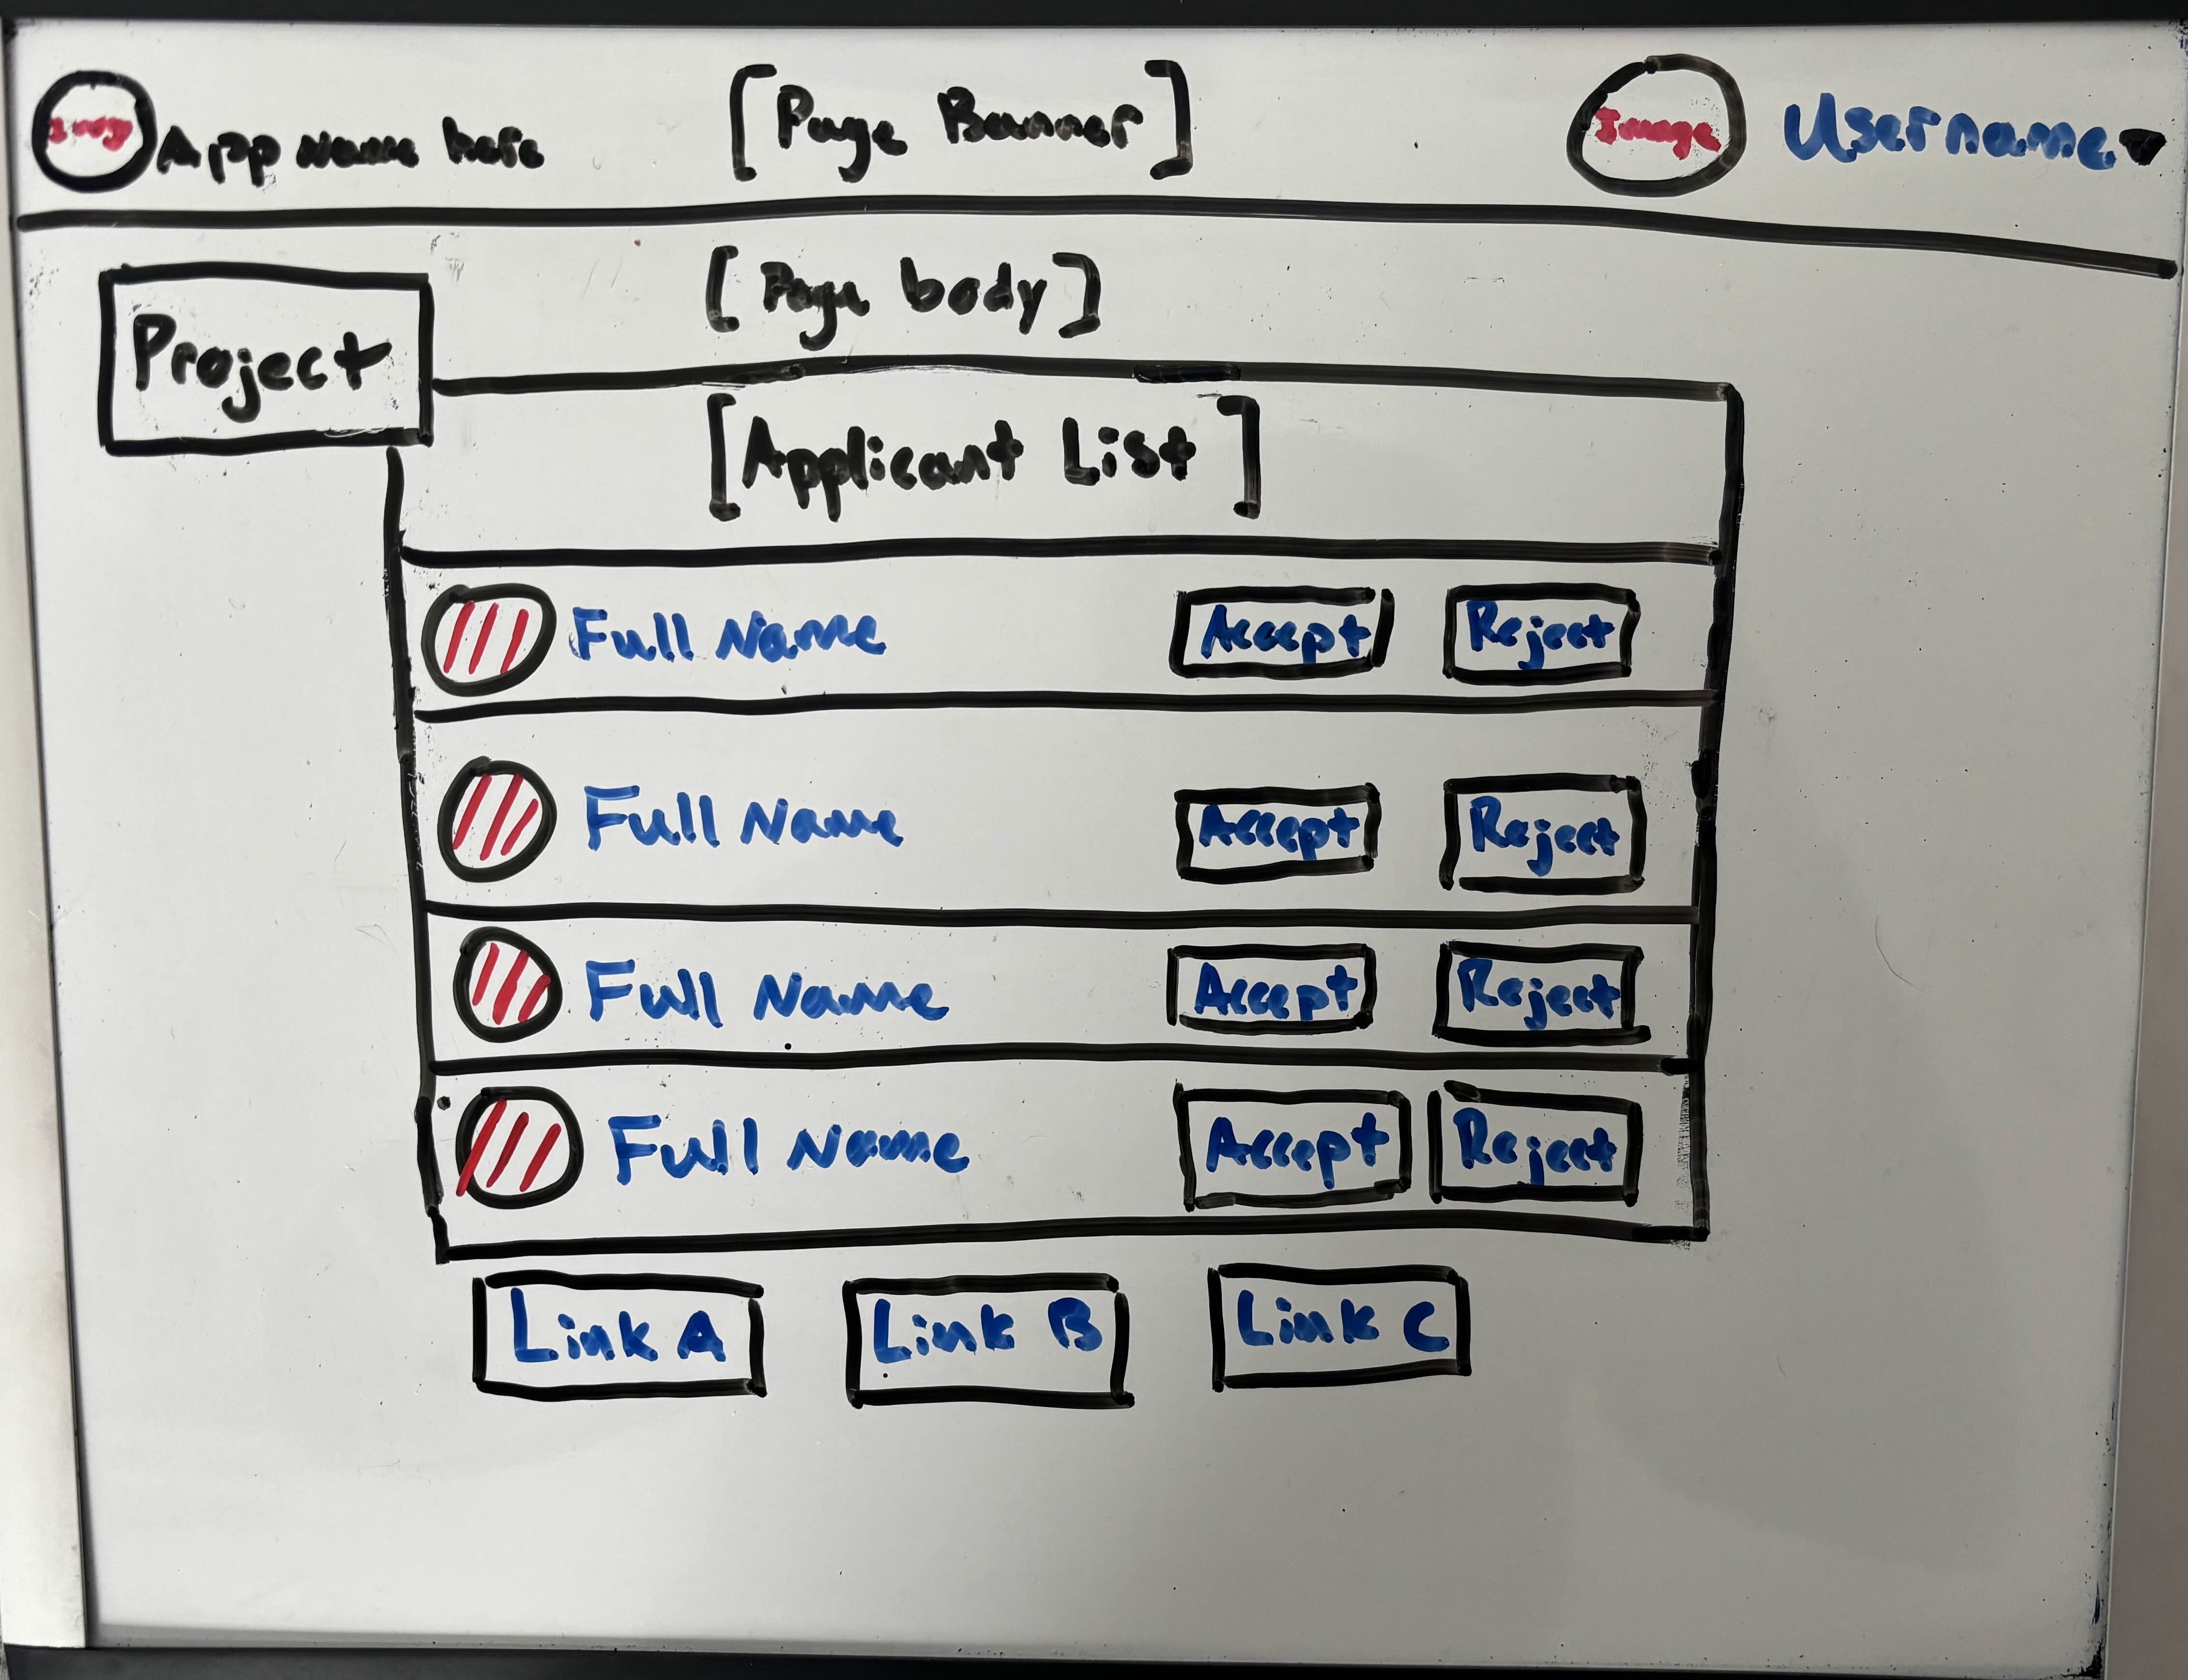 Image App Name here [Page Banner] Image Username
[Page body]
Project
[Applicant List]
Full Name Accept Reject
Full Name Accept Reject
Full Name Accept Reject
Full Name Accept Reject
Link A Link B Link C